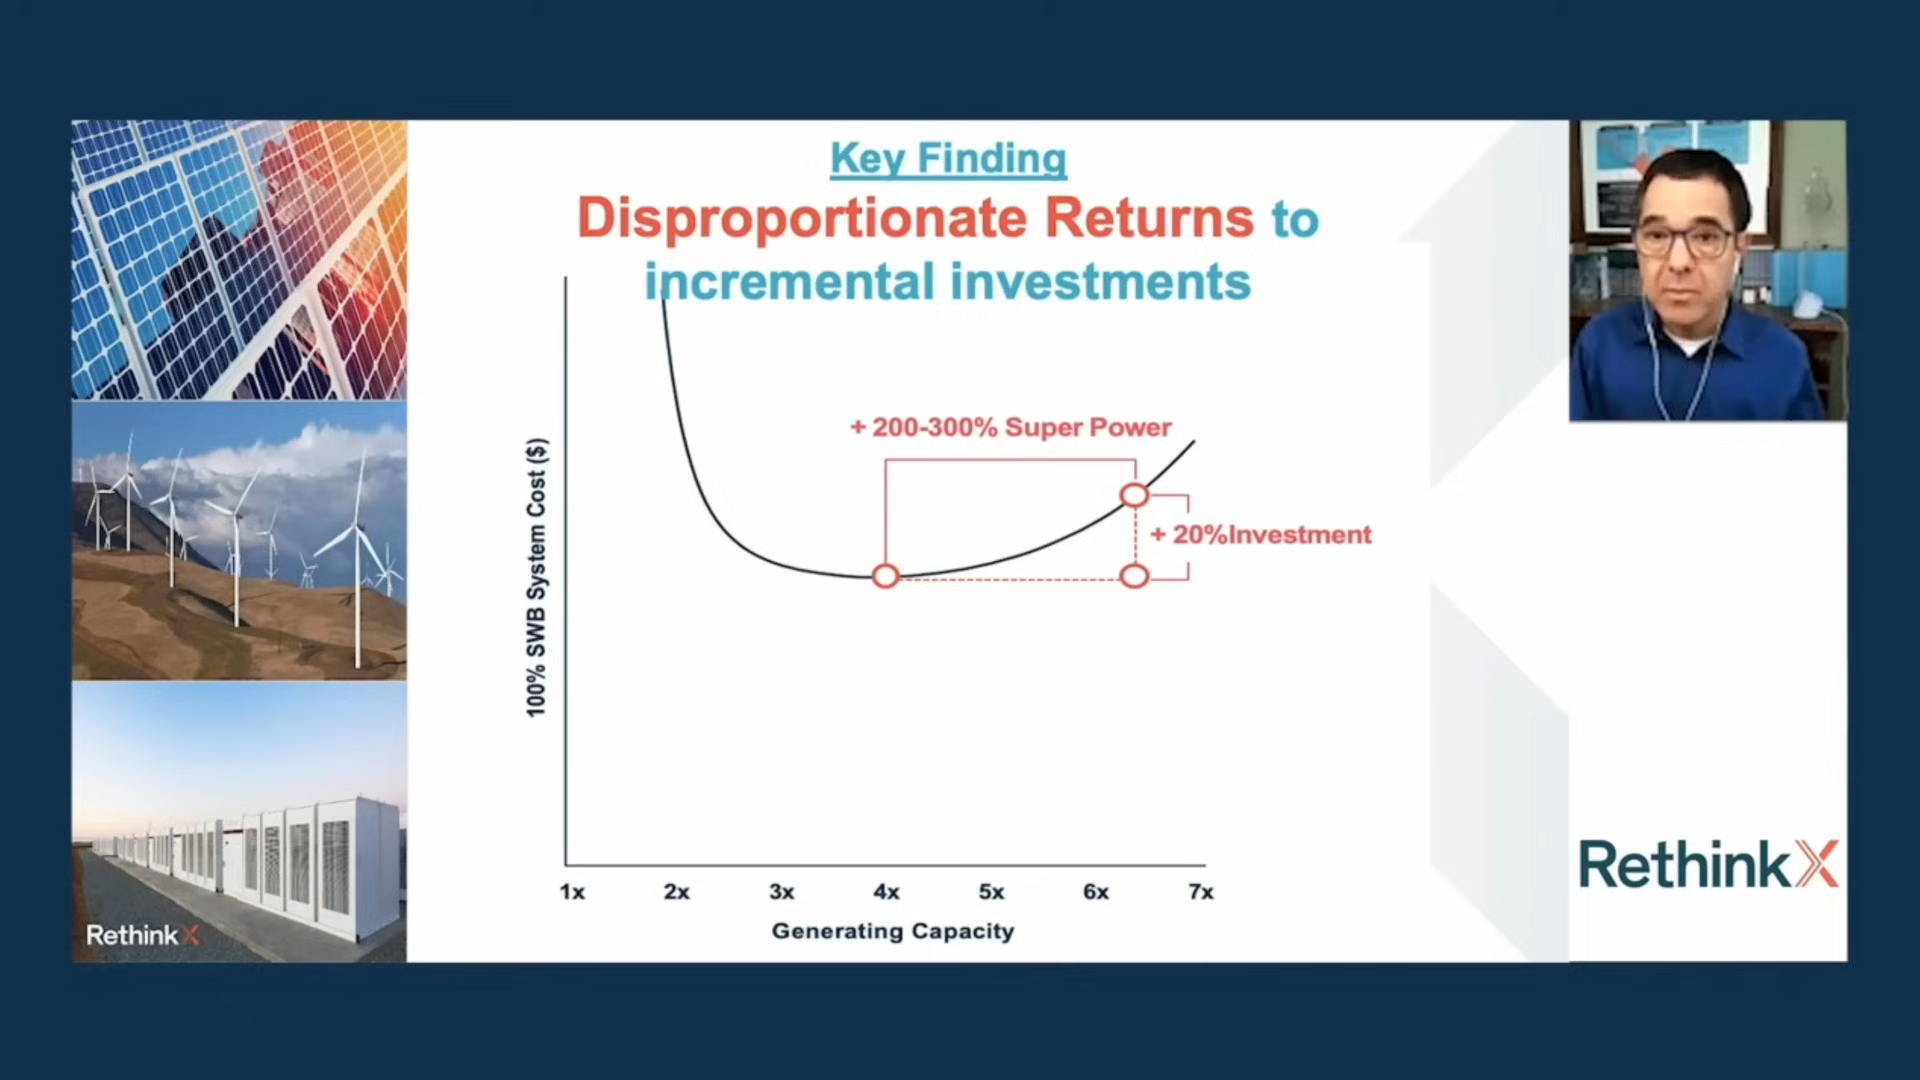 Key Finding
Disproportionate Returns to
incremental investments
100% SWB System Cost ($)
+ 200-300% Super Power
+ 20%Investment
1x 2x 3x 4x 5x 6x 7x
Generating Capacity
RethinkX
RethinkX